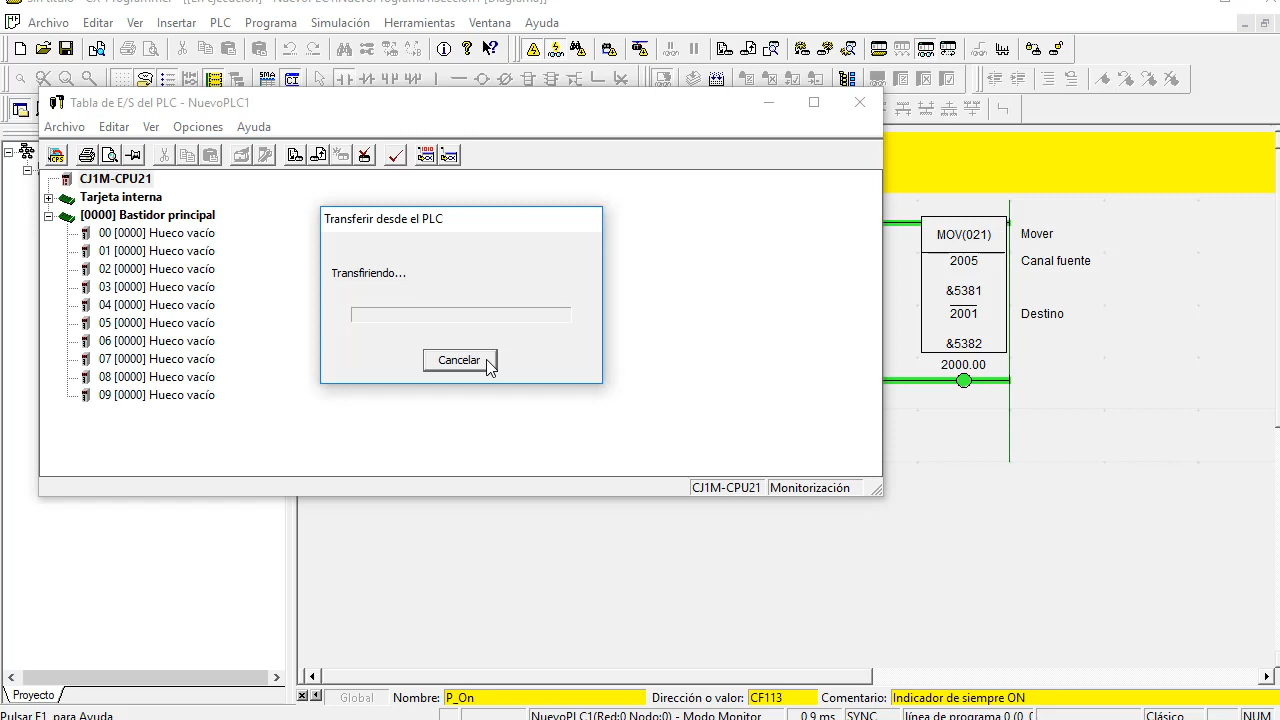 Archivo Editar Ver Insertar PLC Programa Simulación Herramientas Ventana Ayuda
Tabla de E/S del PLC - NuevoPLC1
Archivo Editar Ver Opciones Ayuda
CJ1M-CPU21
Tarjeta interna
[0000] Bastidor principal
00 [0000] Hueco vacío
01 [0000] Hueco vacío
02 [0000] Hueco vacío
03 [0000] Hueco vacío
04 [0000] Hueco vacío
05 [0000] Hueco vacío
06 [0000] Hueco vacío
07 [0000] Hueco vacío
08 [0000] Hueco vacío
09 [0000] Hueco vacío
Transferir desde el PLC
Transfiriendo...
Cancelar
CJ1M-CPU21 Monitorización
MOV(021) Mover
2005 Canal fuente
&5381
2001 Destino
&5382
2000.00
Proyecto
Global Nombre: P_On Dirección o valor: CF113 Comentario: Indicador de siempre ON
Pulsar F1 para Ayuda NuevoPLC1(Red:0 Nodo:0) - Modo Monitor 0.9 ms SYNC línea de programa 0 (0, 0 Clásico NUM